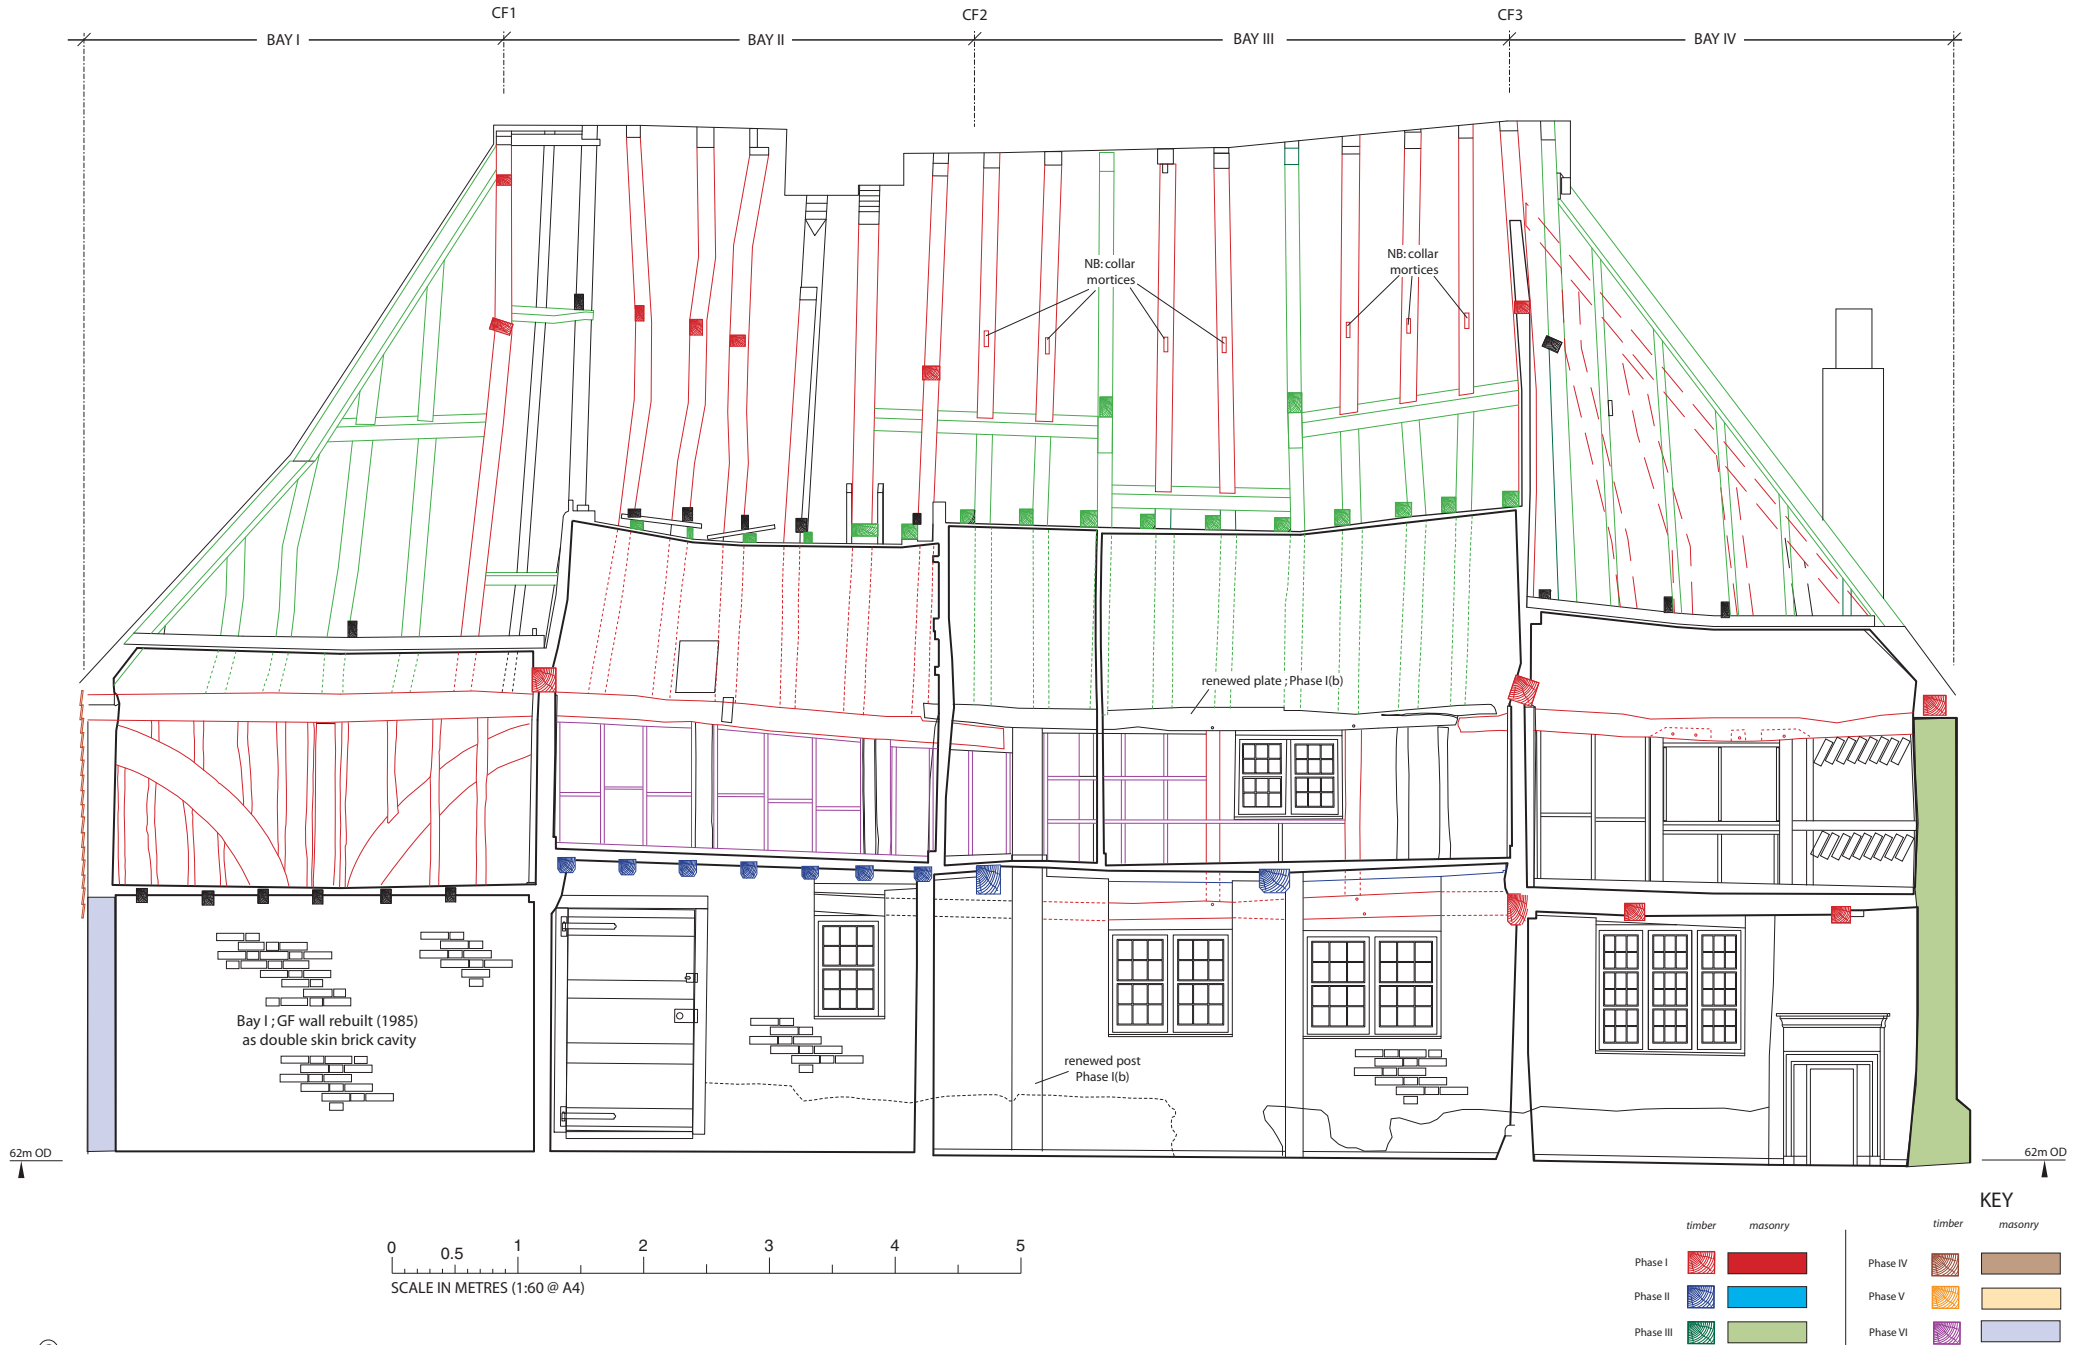 CF1
CF2
CF3
BAY I
BAY II
BAY III
BAY IV
NB: collar
mortices
NB: collar
mortices
renewed plate ; Phase I(b)
Bay I ; GF wall rebuilt (1985)
as double skin brick cavity
renewed post
Phase I(b)
62m OD
62m OD
0 0.5 1 2 3 4 5
SCALE IN METRES (1:60 @ A4)
KEY
timber masonry
timber masonry
Phase I
Phase IV
Phase II
Phase V
Phase III
Phase VI